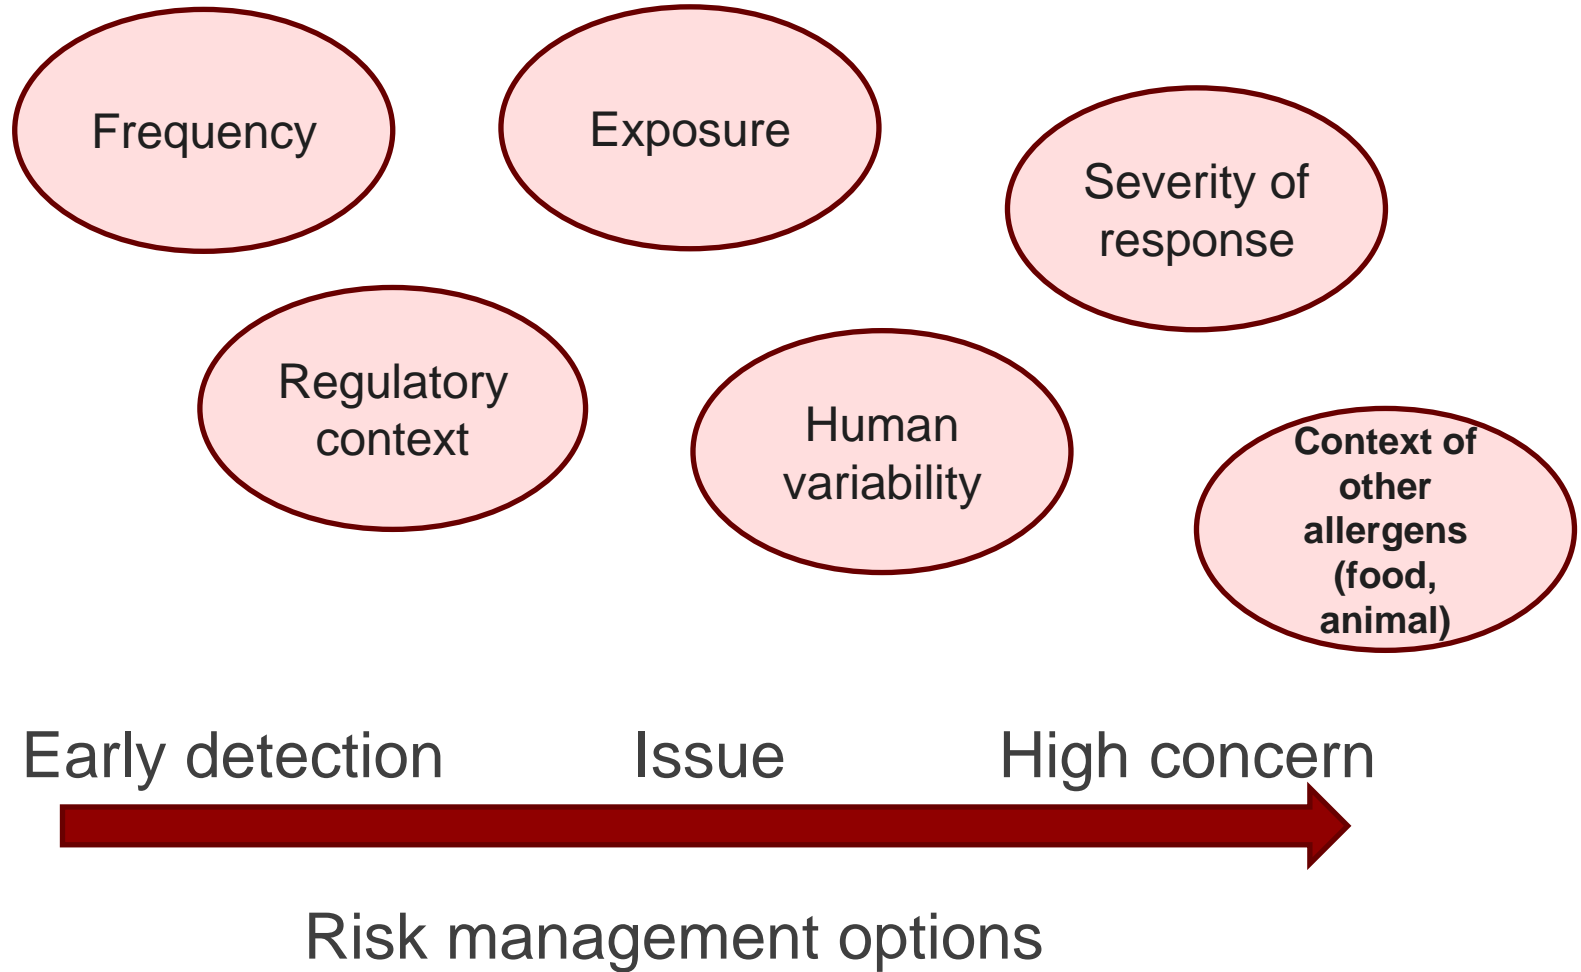 Frequency
Exposure
Severity of
response
Regulatory
context
Human
variability
Context of
other
allergens
(food,
animal)
Early detection
Issue
High concern
Risk management options